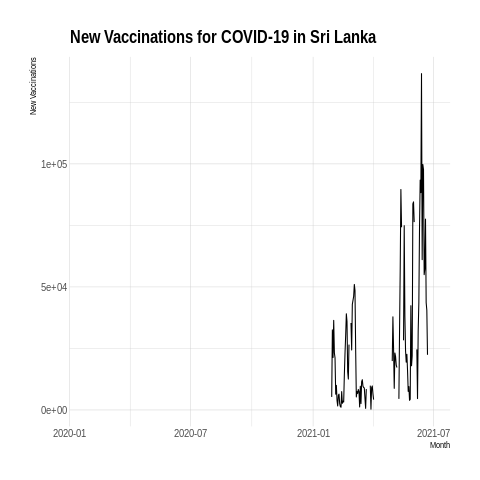 New Vaccinations for COVID-19 in Sri Lanka
New Vaccinations
1e+05
5e+04
0e+00
2020-01 2020-07 2021-01 2021-07
Month